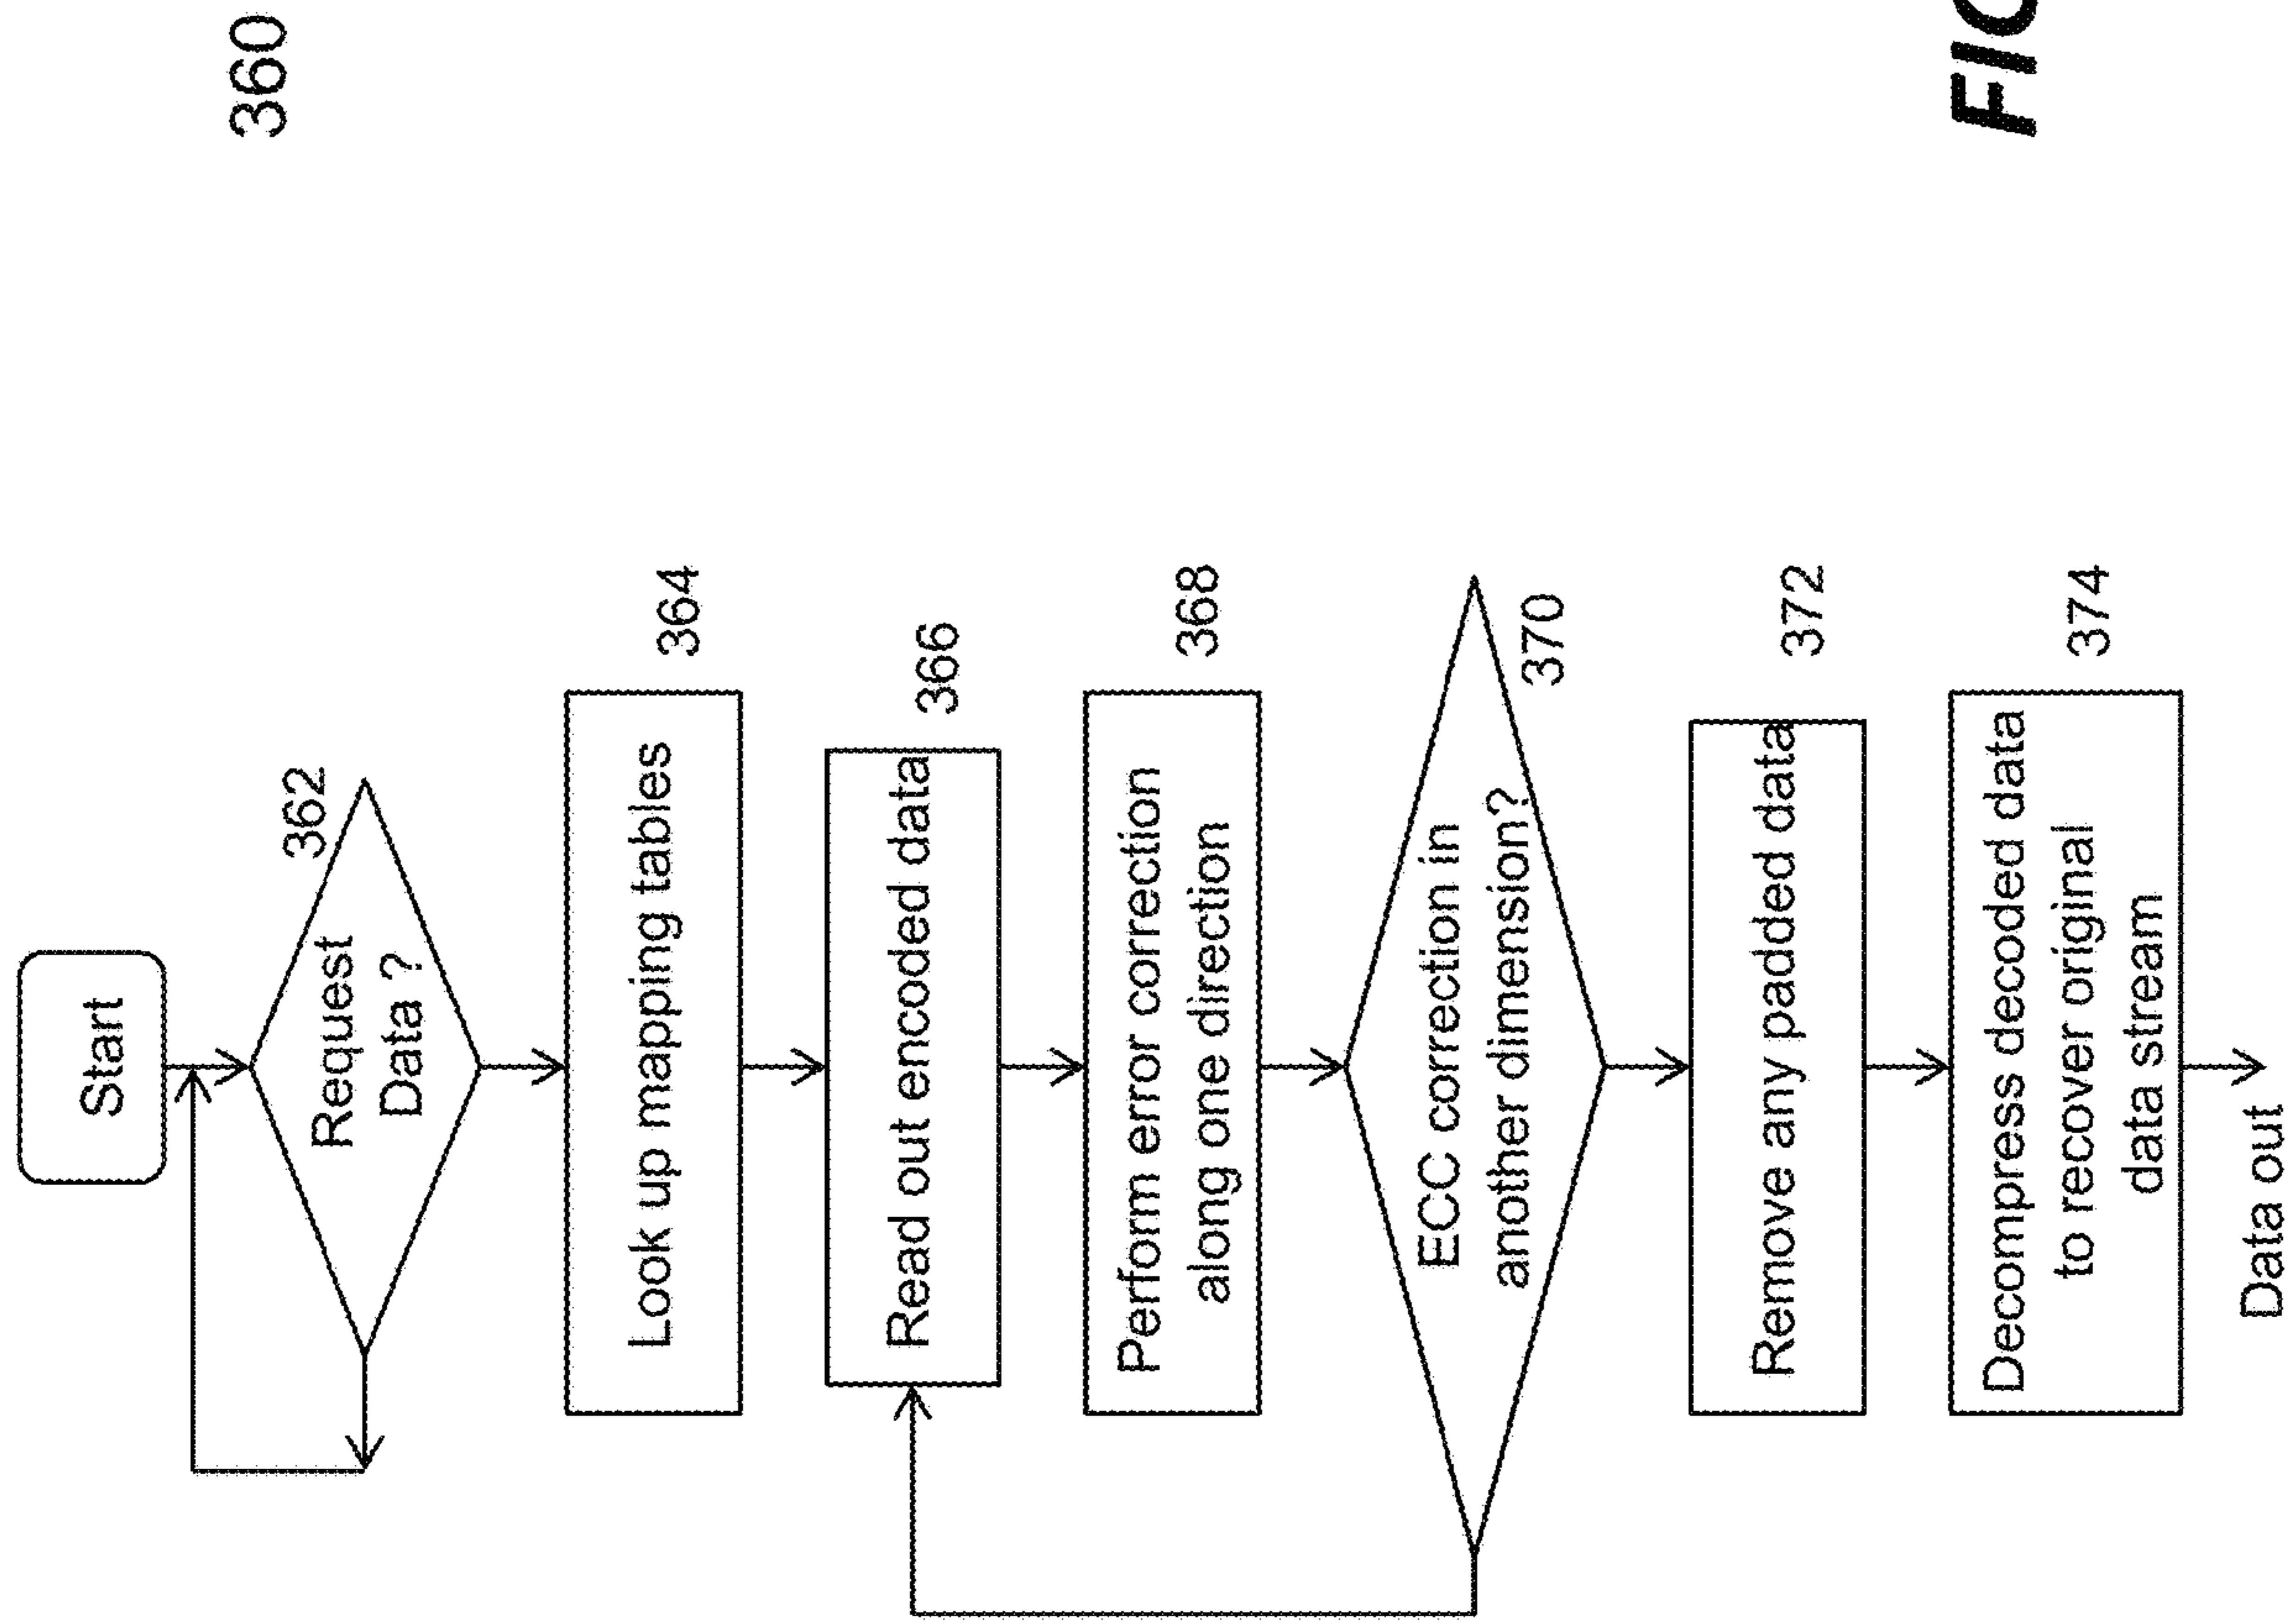 360
Start
362
Request
Data ?
Look up mapping tables
364
Read out encoded data
366
Perform error correction
along one direction
368
ECC correction in
another dimension?
370
Remove any padded data
372
Decompress decoded data
to recover original
data stream
374
Data out